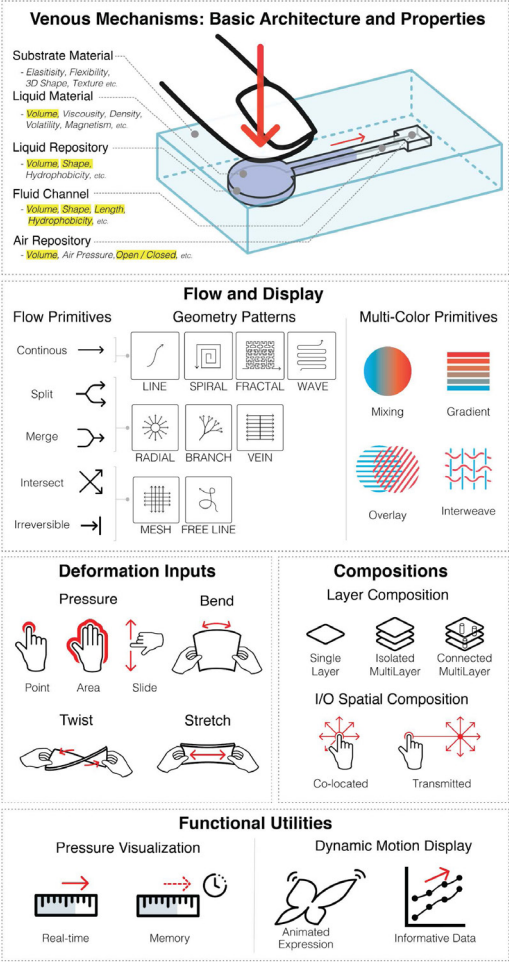 Venous Mechanisms: Basic Architecture and Properties
Substrate Material
- Elastisity, Flexibility,
3D Shape, Texture etc.
Liquid Material
- Volume, Viscousity, Density,
Volatility, Magnetism, etc.
Liquid Repository
- Volume, Shape,
Hydrophobicity, etc.
Fluid Channel
- Volume, Shape, Length,
Hydrophobicity, etc.
Air Repository
- Volume, Air Pressure, Open / Closed, etc.
Flow and Display
Flow Primitives
Continous
Split
Merge
Intersect
Irreversible
Geometry Patterns
LINE
SPIRAL
FRACTAL
WAVE
RADIAL
BRANCH
VEIN
MESH
FREE LINE
Multi-Color Primitives
Mixing
Gradient
Overlay
Interweave
Deformation Inputs
Pressure
Point
Area
Slide
Bend
Twist
Stretch
Compositions
Layer Composition
Single
Layer
Isolated
MultiLayer
Connected
MultiLayer
I/O Spatial Composition
Co-located
Transmitted
Functional Utilities
Pressure Visualization
Real-time
Memory
Dynamic Motion Display
Animated
Expression
Informative Data